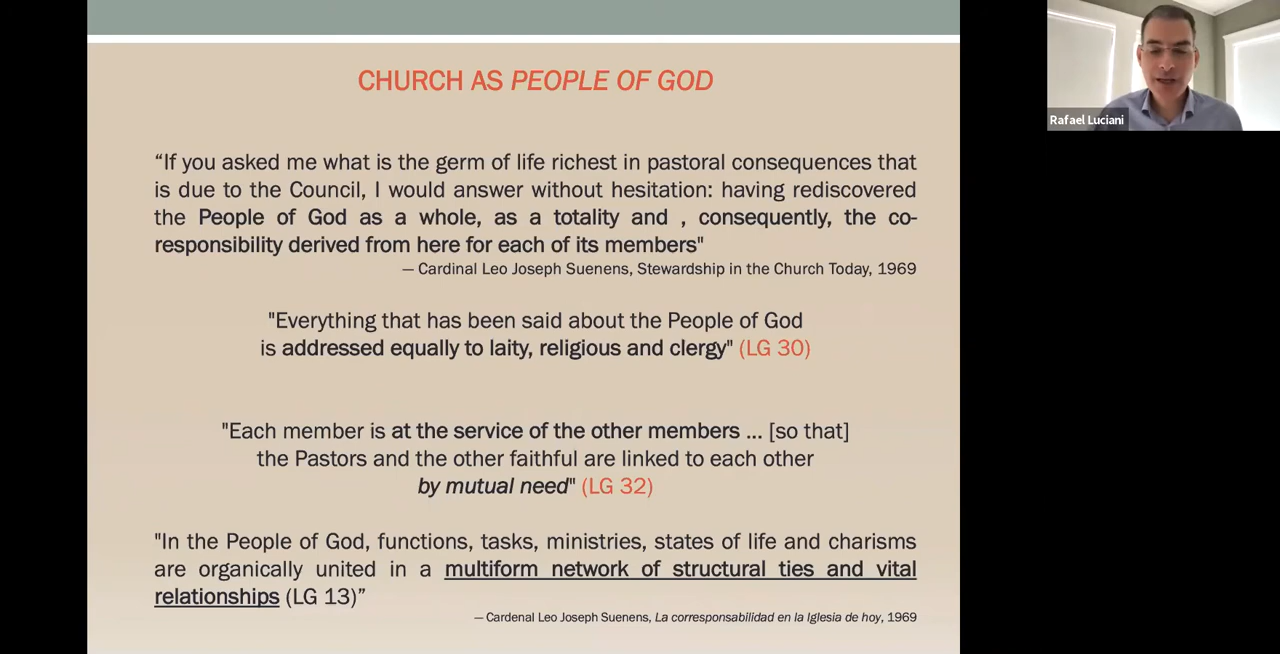 CHURCH AS PEOPLE OF GOD
“If you asked me what is the germ of life richest in pastoral consequences that
is due to the Council, I would answer without hesitation: having rediscovered
the People of God as a whole, as a totality and , consequently, the co-
responsibility derived from here for each of its members"
— Cardinal Leo Joseph Suenens, Stewardship in the Church Today, 1969
"Everything that has been said about the People of God
is addressed equally to laity, religious and clergy" (LG 30)
"Each member is at the service of the other members ... [so that]
the Pastors and the other faithful are linked to each other
by mutual need" (LG 32)
"In the People of God, functions, tasks, ministries, states of life and charisms
are organically united in a multiform network of structural ties and vital
relationships (LG 13)”
— Cardenal Leo Joseph Suenens, La corresponsabilidad en la Iglesia de hoy, 1969
Rafael Luciani